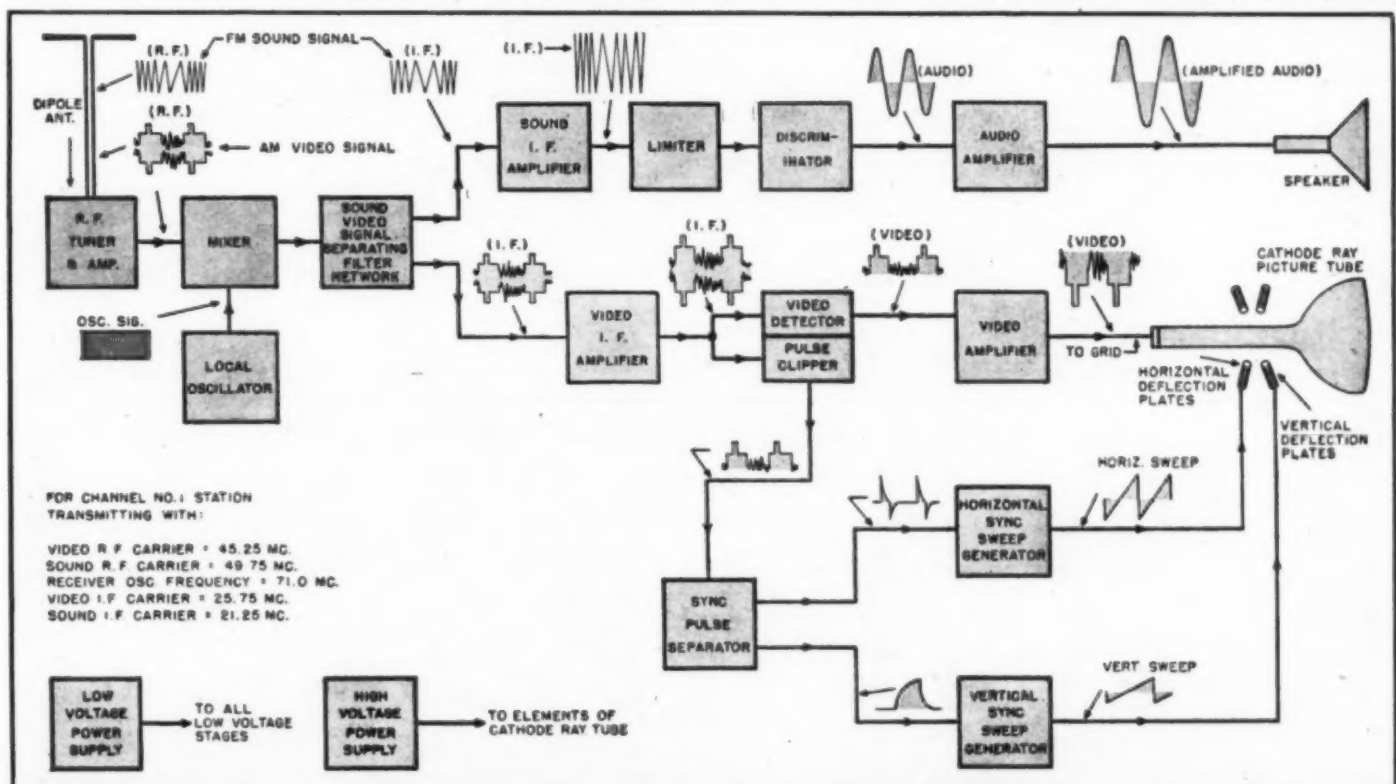 (R.F.)
FM SOUND SIGNAL
(I.F.)
(I.F.)
(AUDIO)
(AMPLIFIED AUDIO)
DIPOLE
ANT.
(R.F.)
AM VIDEO SIGNAL
SOUND
I.F.
AMPLIFIER
LIMITER
DISCRIM-
INATOR
AUDIO
AMPLIFIER
SPEAKER
R.F.
TUNER
& AMP.
MIXER
SOUND
VIDEO
SIGNAL
SEPARATING
FILTER
NETWORK
(I.F.)
(I.F.)
(VIDEO)
(VIDEO)
CATHODE RAY
PICTURE TUBE
OSC. SIG.
LOCAL
OSCILLATOR
VIDEO
I.F.
AMPLIFIER
VIDEO
DETECTOR
PULSE
CLIPPER
VIDEO
AMPLIFIER
TO GRID
HORIZONTAL
DEFLECTION
PLATES
VERTICAL
DEFLECTION
PLATES
FOR CHANNEL NO.1 STATION
TRANSMITTING WITH:
VIDEO R.F CARRIER = 45.25 MC.
SOUND R.F. CARRIER = 49.75 MC.
RECEIVER OSC. FREQUENCY = 71.0 MC.
VIDEO I.F CARRIER = 25.75 MC.
SOUND I.F. CARRIER = 21.25 MC.
SYNC
PULSE
SEPARATOR
HORIZONTAL
SYNC
SWEEP
GENERATOR
HORIZ. SWEEP
VERTICAL
SYNC
SWEEP
GENERATOR
VERT SWEEP
LOW
VOLTAGE
POWER
SUPPLY
TO ALL
LOW VOLTAGE
STAGES
HIGH
VOLTAGE
POWER
SUPPLY
TO ELEMENTS OF
CATHODE RAY TUBE